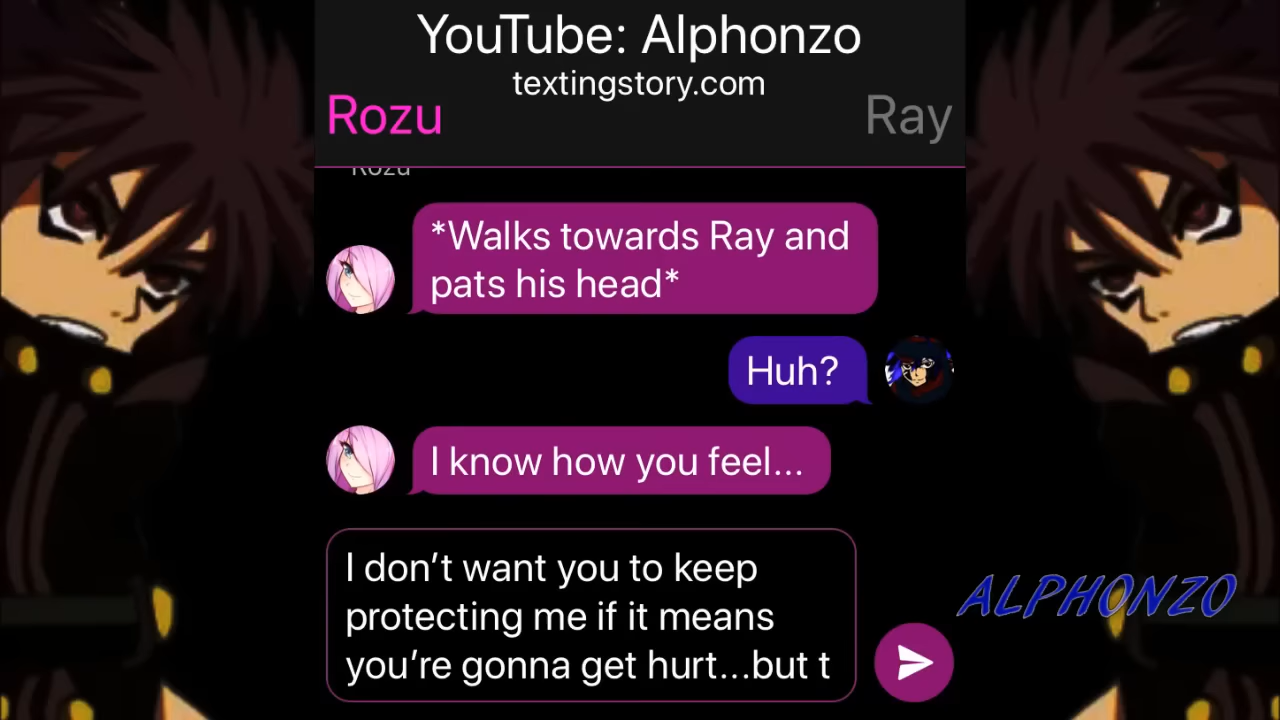 YouTube: Alphonzo
textingstory.com
Rozu
Ray
Rozu
*Walks towards Ray and
pats his head*
Huh?
I know how you feel...
I don’t want you to keep
protecting me if it means
you’re gonna get hurt...but t
ALPHONZO